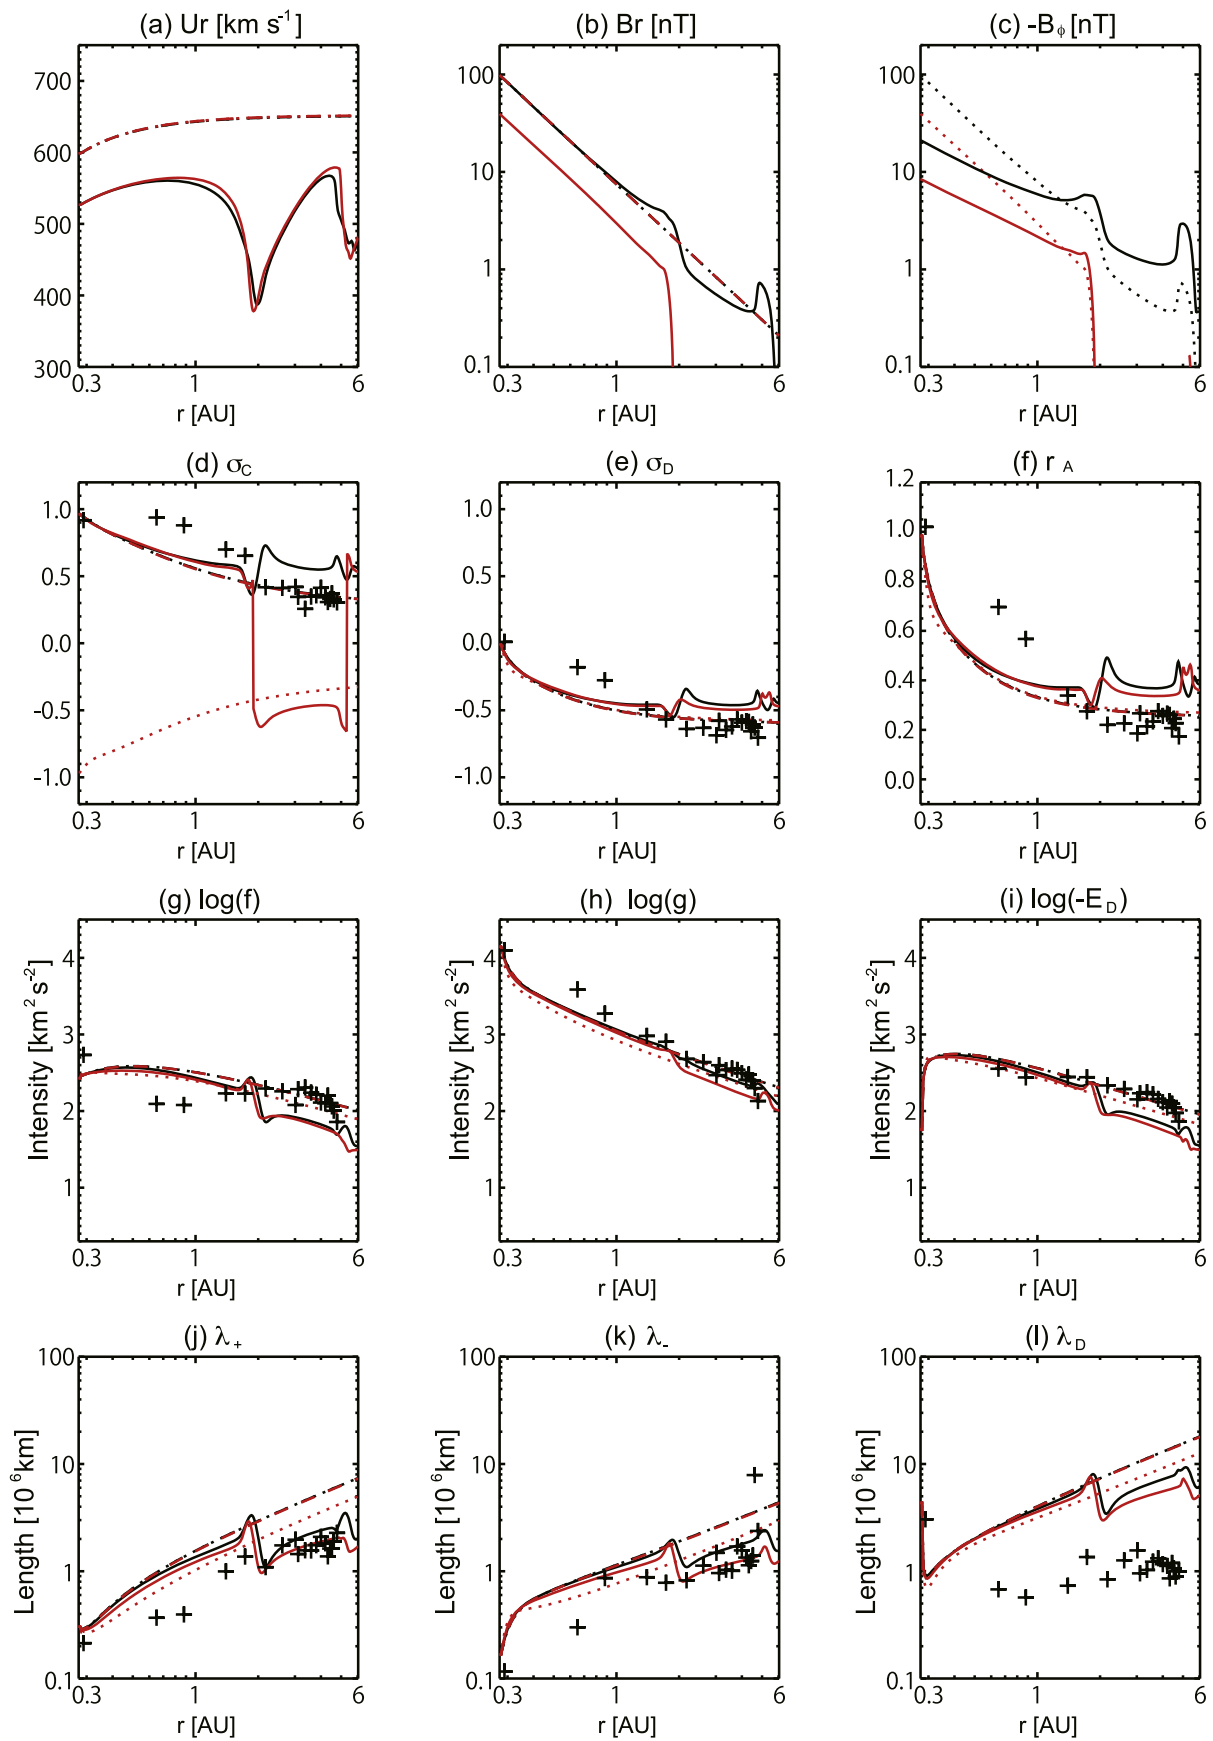 (a) Ur [km s⁻¹] (b) Br [nT] (c) -Bϕ [nT]
700
600
500
400
300
0.3 1 6
r [AU]
100
10
1
0.1
0.3 1 6
r [AU]
100
10
1
0.1
0.3 1 6
r [AU]
(d) σC (e) σD (f) rA
1.0
0.5
0.0
-0.5
-1.0
0.3 1 6
r [AU]
1.0
0.5
0.0
-0.5
-1.0
0.3 1 6
r [AU]
1.2
1.0
0.8
0.6
0.4
0.2
0.0
0.3 1 6
r [AU]
(g) log(f) (h) log(g) (i) log(-ED)
Intensity [km² s⁻²]
4
3
2
1
0.3 1 6
r [AU]
Intensity [km² s⁻²]
4
3
2
1
0.3 1 6
r [AU]
Intensity [km² s⁻²]
4
3
2
1
0.3 1 6
r [AU]
(j) λ+ (k) λ- (l) λD
Length [10⁶km]
100
10
1
0.1
0.3 1 6
r [AU]
Length [10⁶km]
100
10
1
0.1
0.3 1 6
r [AU]
Length [10⁶km]
100
10
1
0.1
0.3 1 6
r [AU]